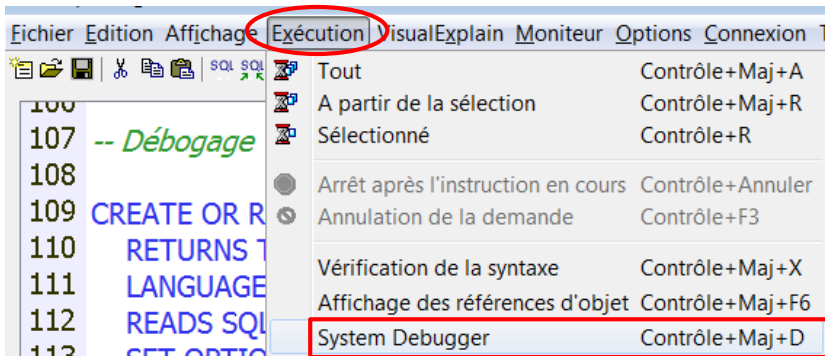 Fichier Edition Affichage Exécution VisualExplain Moniteur Options Connexion
SQL SQL
Tout Contrôle+Maj+A
A partir de la sélection Contrôle+Maj+R
107 -- Débogage
Sélectionné Contrôle+R
108
Arrêt après l'instruction en cours Contrôle+Annuler
109 CREATE OR R
Annulation de la demande Contrôle+F3
110 RETURNS T
Vérification de la syntaxe Contrôle+Maj+X
111 LANGUAGE
Affichage des références d'objet Contrôle+Maj+F6
112 READS SQL
System Debugger Contrôle+Maj+D
113 SET OPTIO